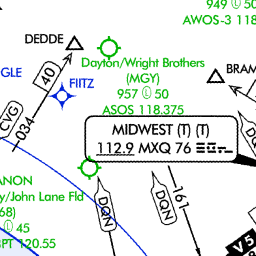 949 Ⓛ 50
AWOS-3 118
DEDDE
Dayton/Wright Brothers
(MGY)
957 Ⓛ 50
ASOS 118.375
BRAM
GLE
FIITZ
40
CVG
034
MIDWEST (T) (T)
112.9 MXQ 76
ANON
y/John Lane Fld
68)
Ⓛ 45
PT 120.55
DQN
DQN
161
V 5